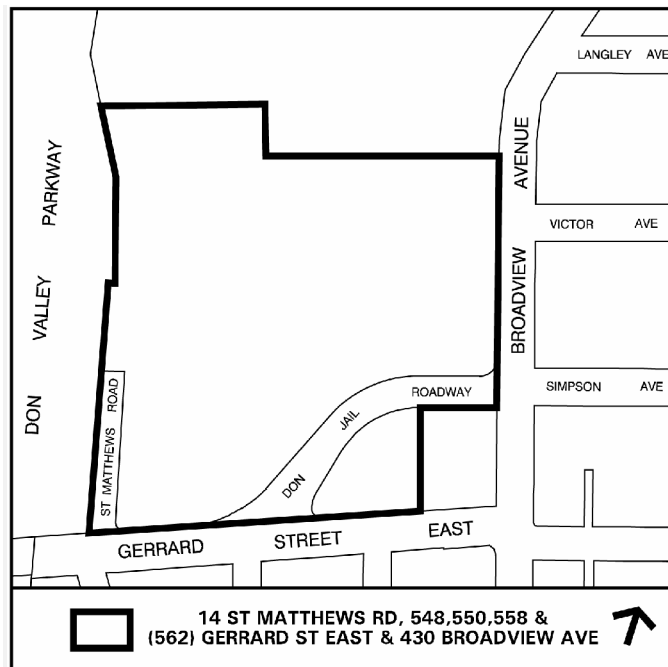 LANGLEY AVE
DON VALLEY PARKWAY
BROADVIEW AVENUE
VICTOR AVE
SIMPSON AVE
ST MATTHEWS ROAD
DON JAIL ROADWAY
GERRARD STREET EAST
14 ST MATTHEWS RD, 548,550,558 &
(562) GERRARD ST EAST & 430 BROADVIEW AVE